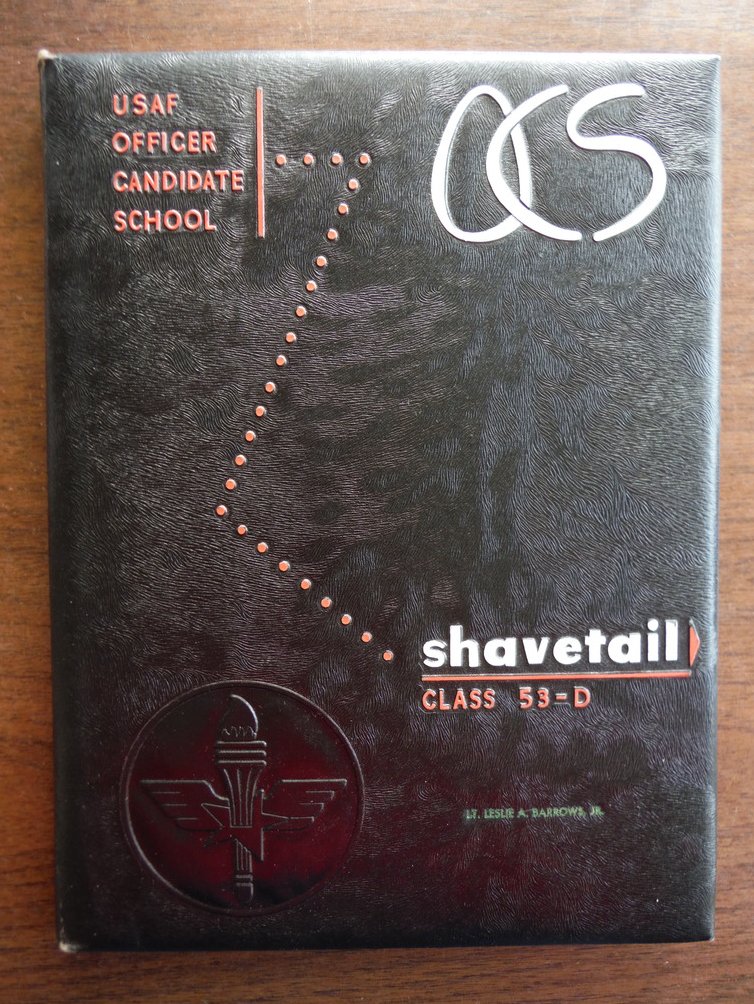 USAF
OFFICER
CANDIDATE
SCHOOL
OCS
shavetail
CLASS 53-D
LT. LESLIE A. BARROWS, JR.